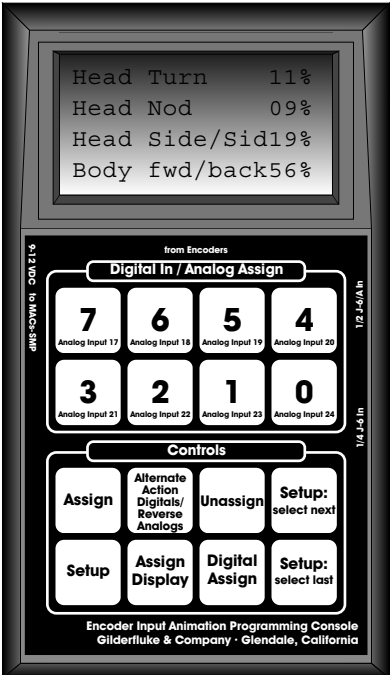 Head Turn 11%
Head Nod 09%
Head Side/Sid19%
Body fwd/back56%
9-12 VDC to MACs-SMP
from Encoders
Digital In / Analog Assign
1/2 J-6/A In
7 6 5 4
Analog Input 17 Analog Input 18 Analog Input 19 Analog Input 20
3 2 1 0
Analog Input 21 Analog Input 22 Analog Input 23 Analog Input 24
1/4 J-6 In
Controls
Assign
Alternate
Action
Digitals/
Reverse
Analogs
Unassign
Setup:
select next
Setup
Assign
Display
Digital
Assign
Setup:
select last
Encoder Input Animation Programming Console
Gilderfluke & Company · Glendale, California